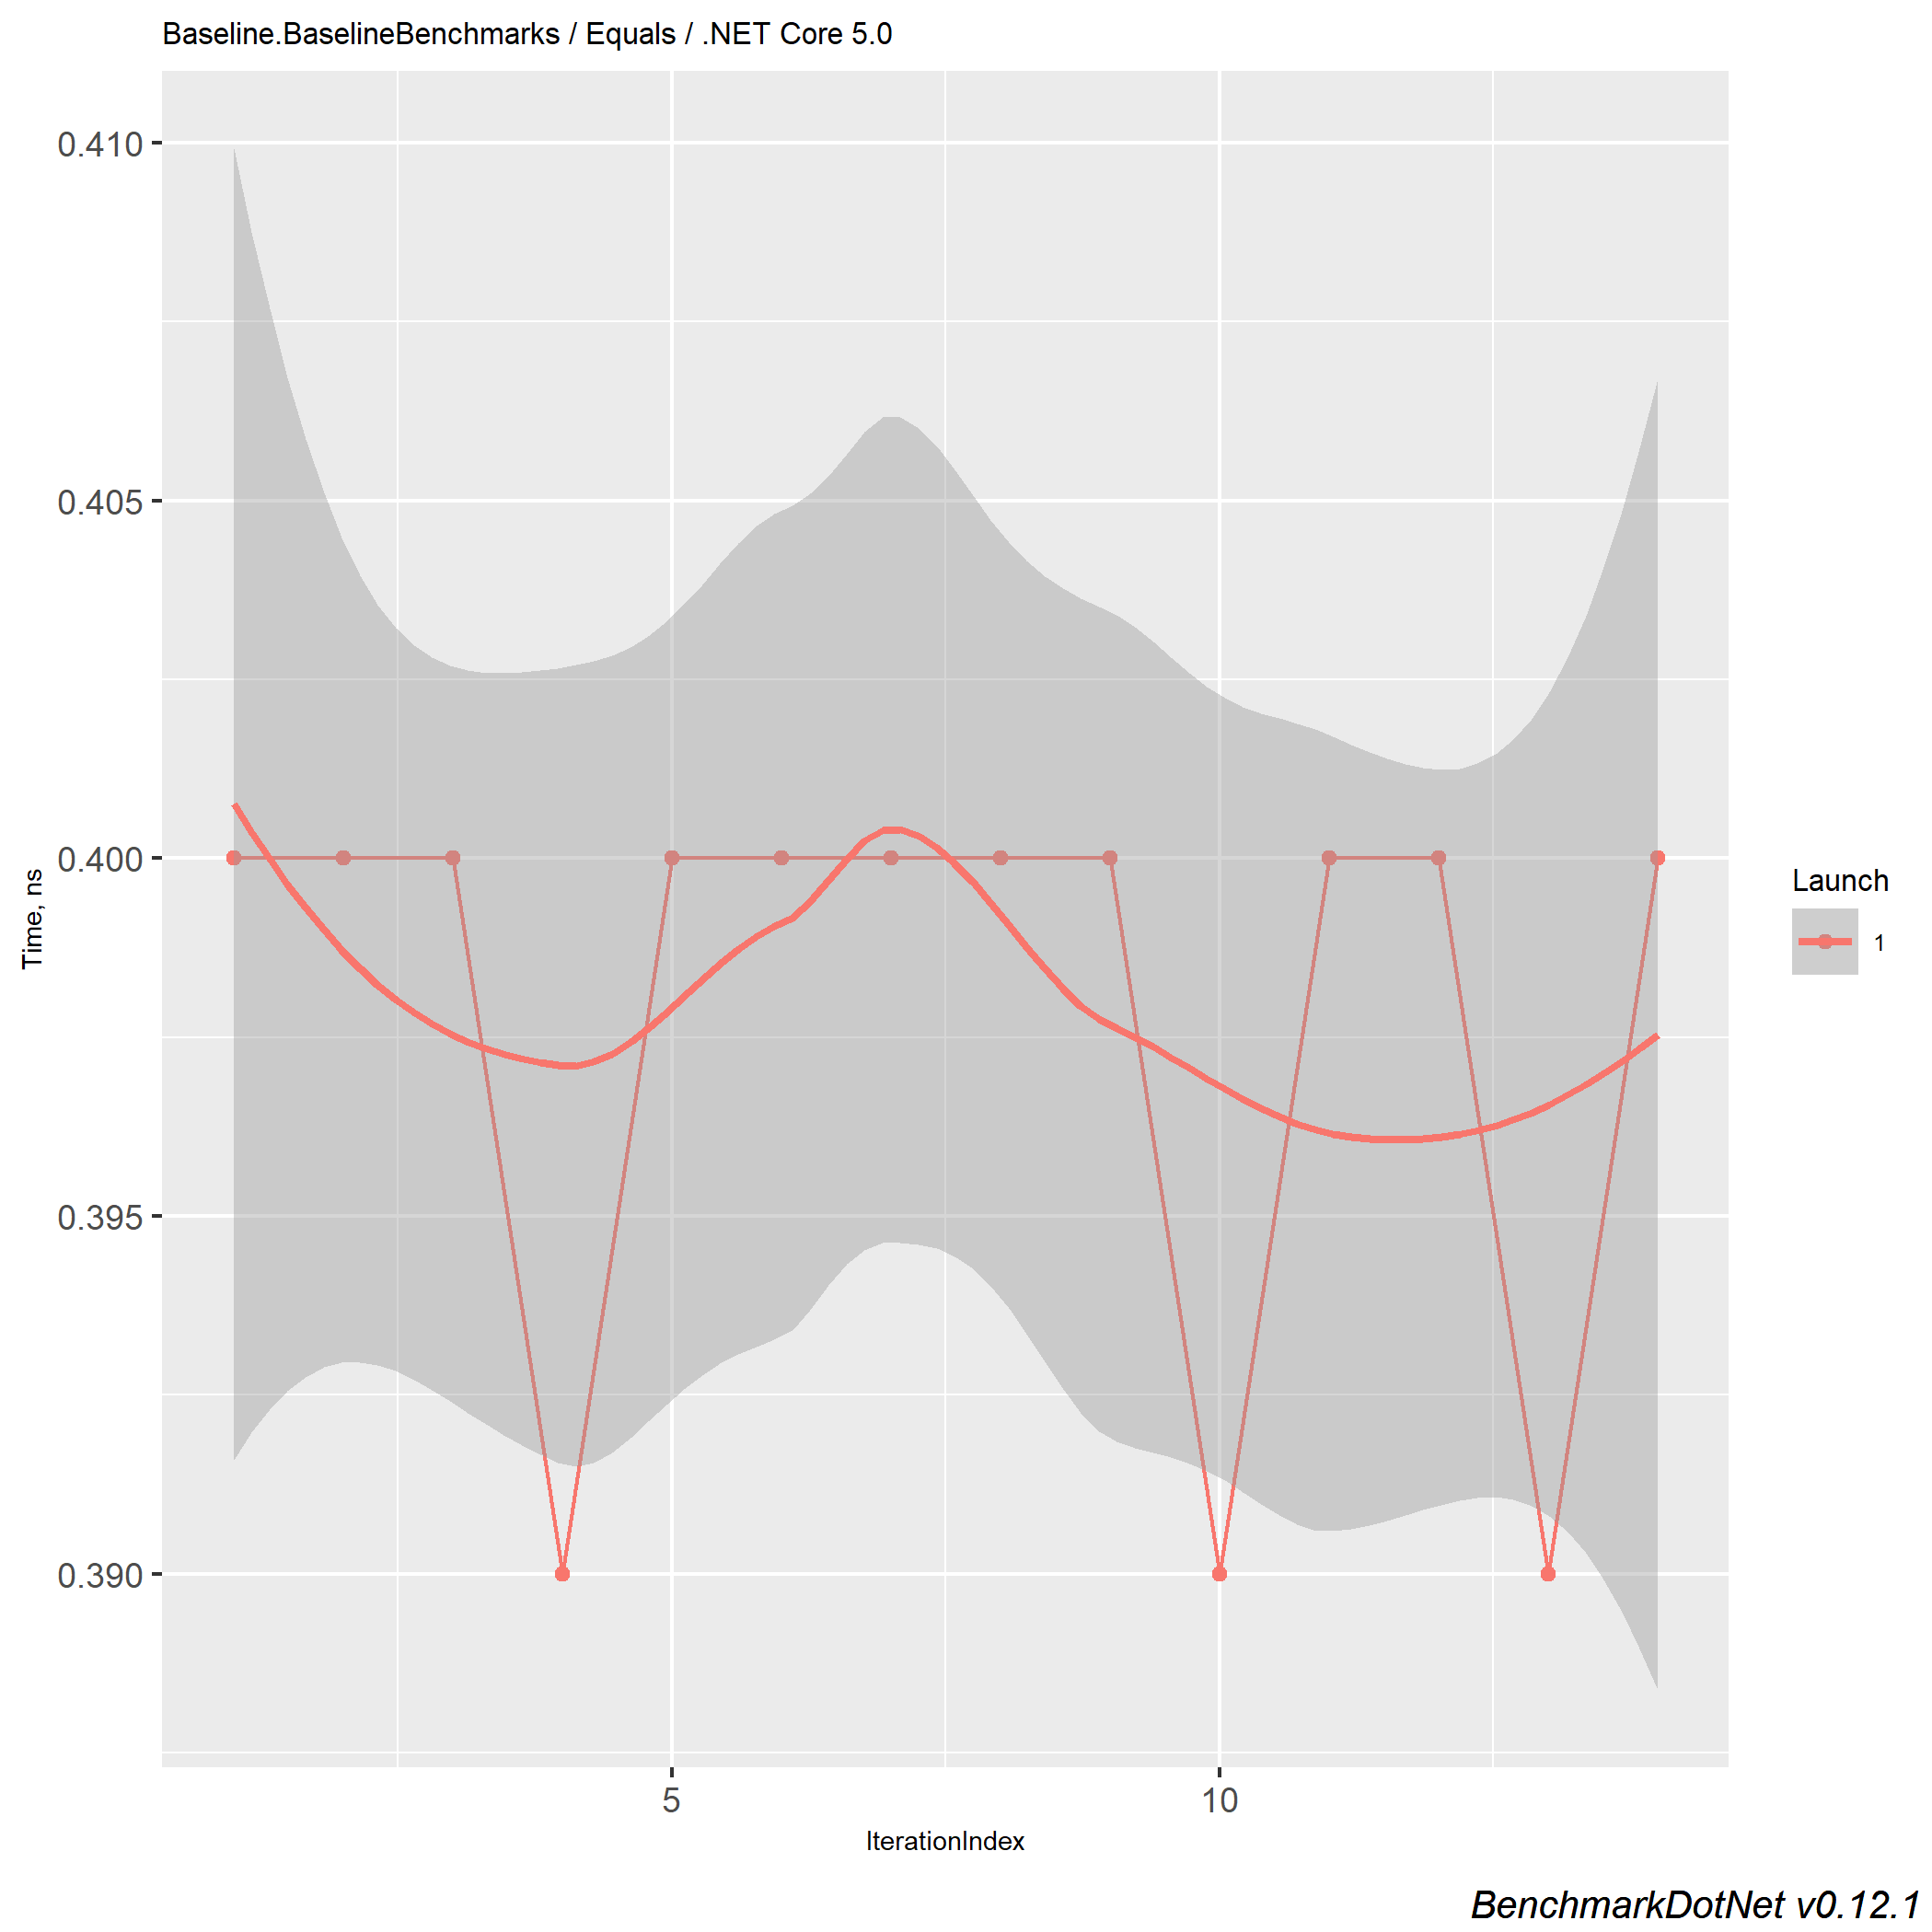 Baseline.BaselineBenchmarks / Equals / .NET Core 5.0
0.410
0.405
0.400
0.395
0.390
Time, ns
5
10
IterationIndex
Launch
1
BenchmarkDotNet v0.12.1